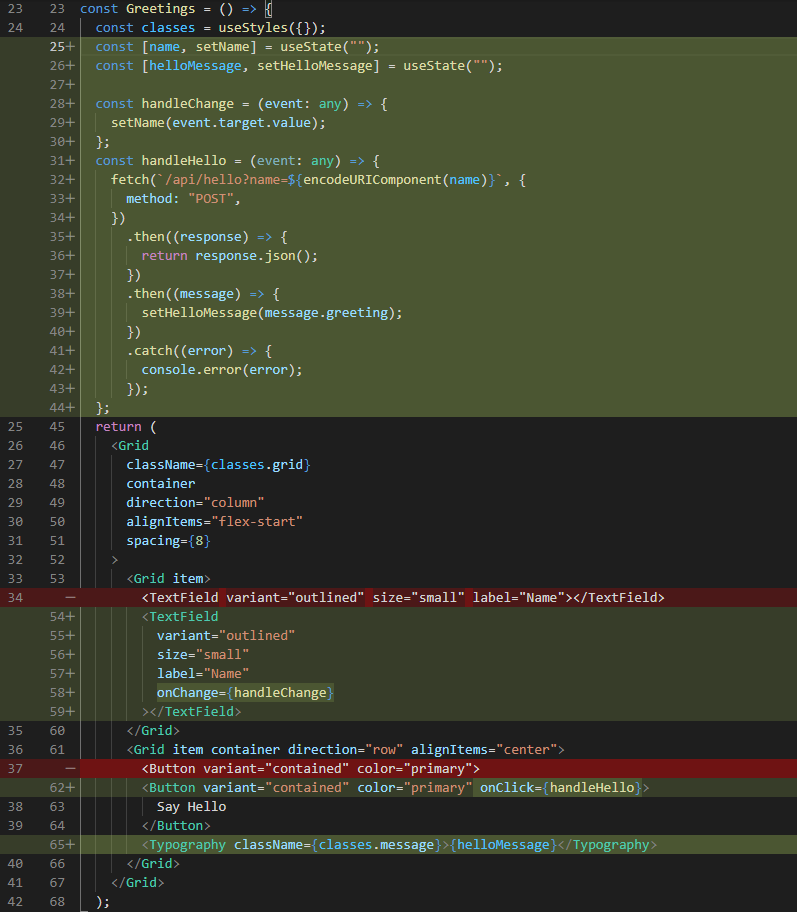 23 23 const Greetings = () => {
24 24   const classes = useStyles({});
   25+   const [name, setName] = useState("");
   26+   const [helloMessage, setHelloMessage] = useState("");
   27+
   28+   const handleChange = (event: any) => {
   29+     setName(event.target.value);
   30+   };
   31+   const handleHello = (event: any) => {
   32+     fetch(`/api/hello?name=${encodeURIComponent(name)}`, {
   33+       method: "POST",
   34+     })
   35+       .then((response) => {
   36+         return response.json();
   37+       })
   38+       .then((message) => {
   39+         setHelloMessage(message.greeting);
   40+       })
   41+       .catch((error) => {
   42+         console.error(error);
   43+       });
   44+   };
25 45   return (
26 46     <Grid
27 47       className={classes.grid}
28 48       container
29 49       direction="column"
30 50       alignItems="flex-start"
31 51       spacing={8}
32 52     >
33 53       <Grid item>
34    −         <TextField variant="outlined" size="small" label="Name"></TextField>
   54+         <TextField
   55+           variant="outlined"
   56+           size="small"
   57+           label="Name"
   58+           onChange={handleChange}
   59+         ></TextField>
35 60       </Grid>
36 61       <Grid item container direction="row" alignItems="center">
37    −         <Button variant="contained" color="primary">
   62+         <Button variant="contained" color="primary" onClick={handleHello}>
38 63           Say Hello
39 64         </Button>
   65+         <Typography className={classes.message}>{helloMessage}</Typography>
40 66       </Grid>
41 67     </Grid>
42 68   );